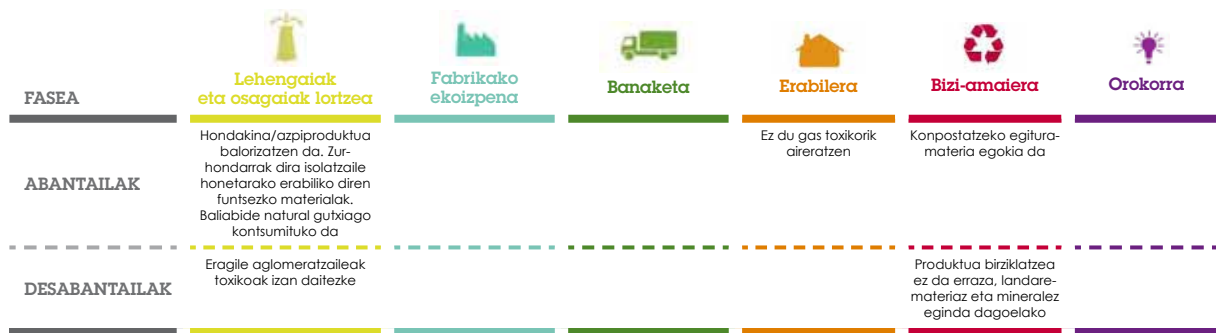 FASEA
Lehengaiak
eta osagaiak lortzea
Fabrikako
ekoizpena
Banaketa
Erabilera
Bizi-amaiera
Orokorra
ABANTAILAK
Hondakina/azpiproduktua
balorizatzen da. Zur-
hondarrak dira isolatzaile
honetarako erabiliko diren
funtsezko materialak.
Baliabide natural gutxiago
kontsumituko da
Ez du gas toxikorik
aireratzen
Konpostatzeko egitura-
materia egokia da
DESABANTAILAK
Eragile aglomeratzaileak
toxikoak izan daitezke
Produktua birziklatzea
ez da erraza, landare-
materiaz eta mineralez
eginda dagoelako